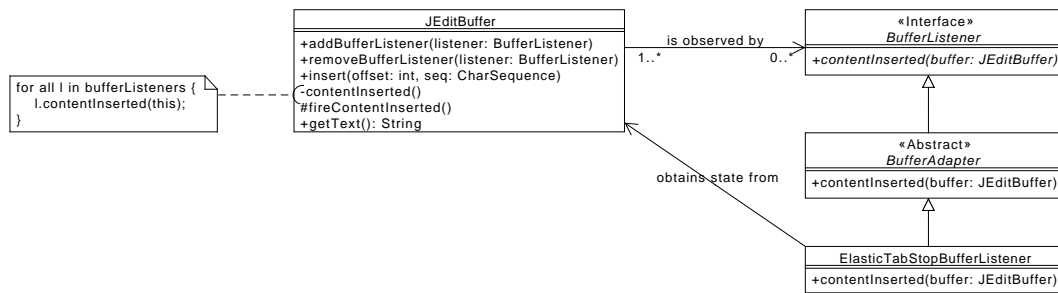 JEditBuffer
+addBufferListener(listener: BufferListener)
+removeBufferListener(listener: BufferListener)
+insert(offset: int, seq: CharSequence)
-contentInserted()
#fireContentInserted()
+getText(): String
for all l in bufferListeners {
l.contentInserted(this);
}
is observed by
1..*
0..*
«Interface»
BufferListener
+contentInserted(buffer: JEditBuffer)
«Abstract»
BufferAdapter
+contentInserted(buffer: JEditBuffer)
obtains state from
ElasticTabStopBufferListener
+contentInserted(buffer: JEditBuffer)